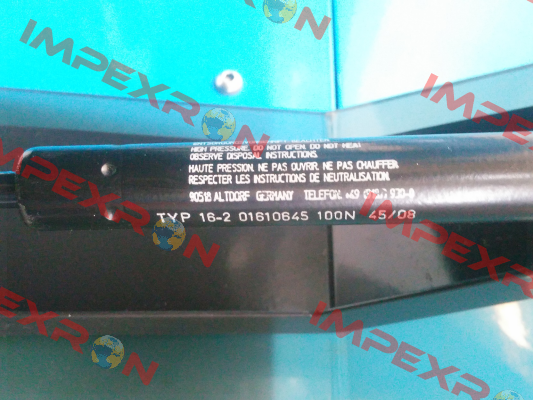 IMPEXRON
HIGH PRESSURE. DO NOT OPEN. DO NOT HEAT
OBSERVE DISPOSAL INSTRUCTIONS.
HAUTE PRESSION. NE PAS OUVRIR. NE PAS CHAUFFER.
RESPECTER LES INSTRUCTIONS DE NEUTRALISATION.
90518 ALTDORF GERMANY TELEFON:
TYP 16-2 01610645 100N 45/08
IMPEXRON
IMPEXRON